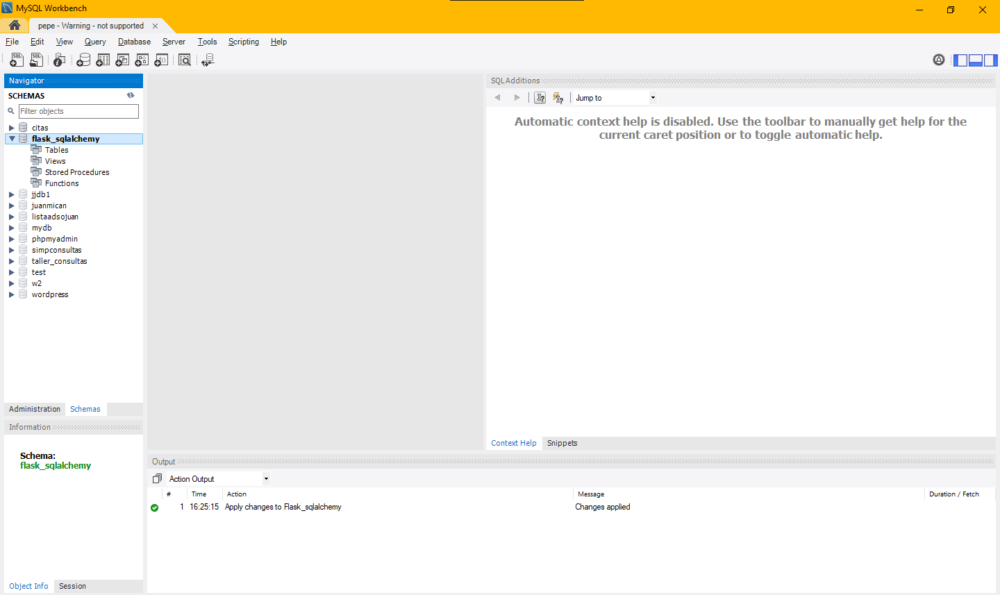 MySQL Workbench
pepe - Warning - not supported
File Edit View Query Database Server Tools Scripting Help
Navigator
SCHEMAS
Filter objects
citas
flask_sqlalchemy
Tables
Views
Stored Procedures
Functions
jjdb1
juanmican
listaadsojuan
mydb
phpmyadmin
simpconsultas
taller_consultas
test
w2
wordpress
Administration Schemas
Information
Schema:
flask_sqlalchemy
Object Info Session
SQLAdditions
Jump to
Automatic context help is disabled. Use the toolbar to manually get help for the
current caret position or to toggle automatic help.
Context Help Snippets
Output
Action Output
# Time Action Message Duration / Fetch
1 16:25:15 Apply changes to Flask_sqlalchemy Changes applied